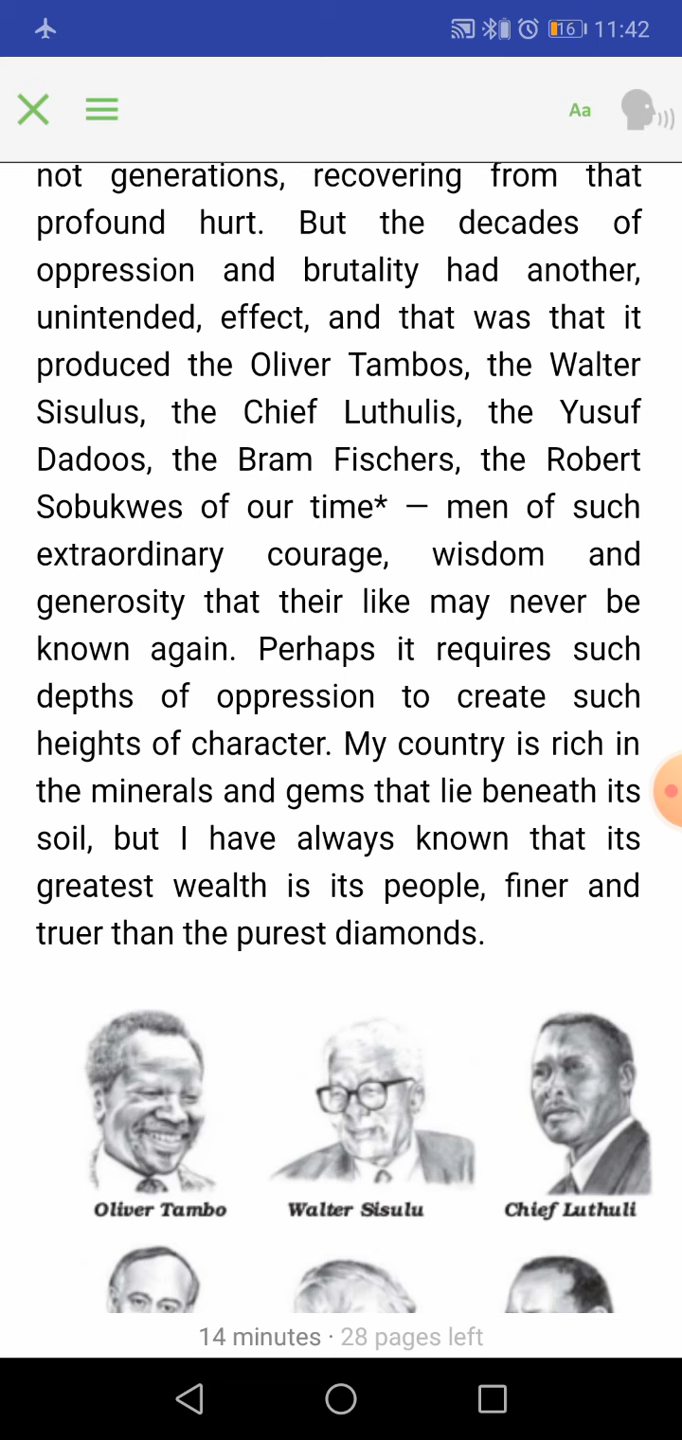 16 11:42
Aa
not generations, recovering from that
profound hurt. But the decades of
oppression and brutality had another,
unintended, effect, and that was that it
produced the Oliver Tambos, the Walter
Sisulus, the Chief Luthulis, the Yusuf
Dadoos, the Bram Fischers, the Robert
Sobukwes of our time* — men of such
extraordinary courage, wisdom and
generosity that their like may never be
known again. Perhaps it requires such
depths of oppression to create such
heights of character. My country is rich in
the minerals and gems that lie beneath its
soil, but I have always known that its
greatest wealth is its people, finer and
truer than the purest diamonds.
Oliver Tambo Walter Sisulu Chief Luthuli
14 minutes · 28 pages left